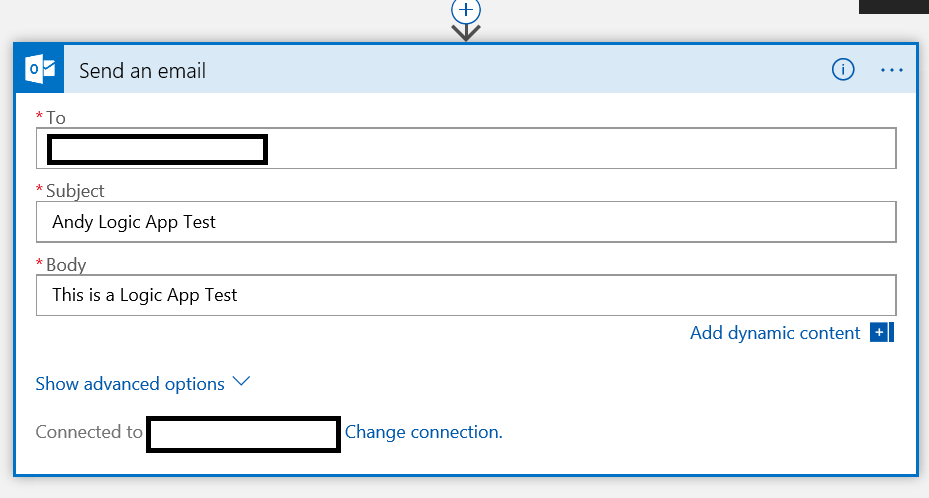 Send an email
* To
* Subject
Andy Logic App Test
* Body
This is a Logic App Test
Add dynamic content
Show advanced options
Connected to
Change connection.